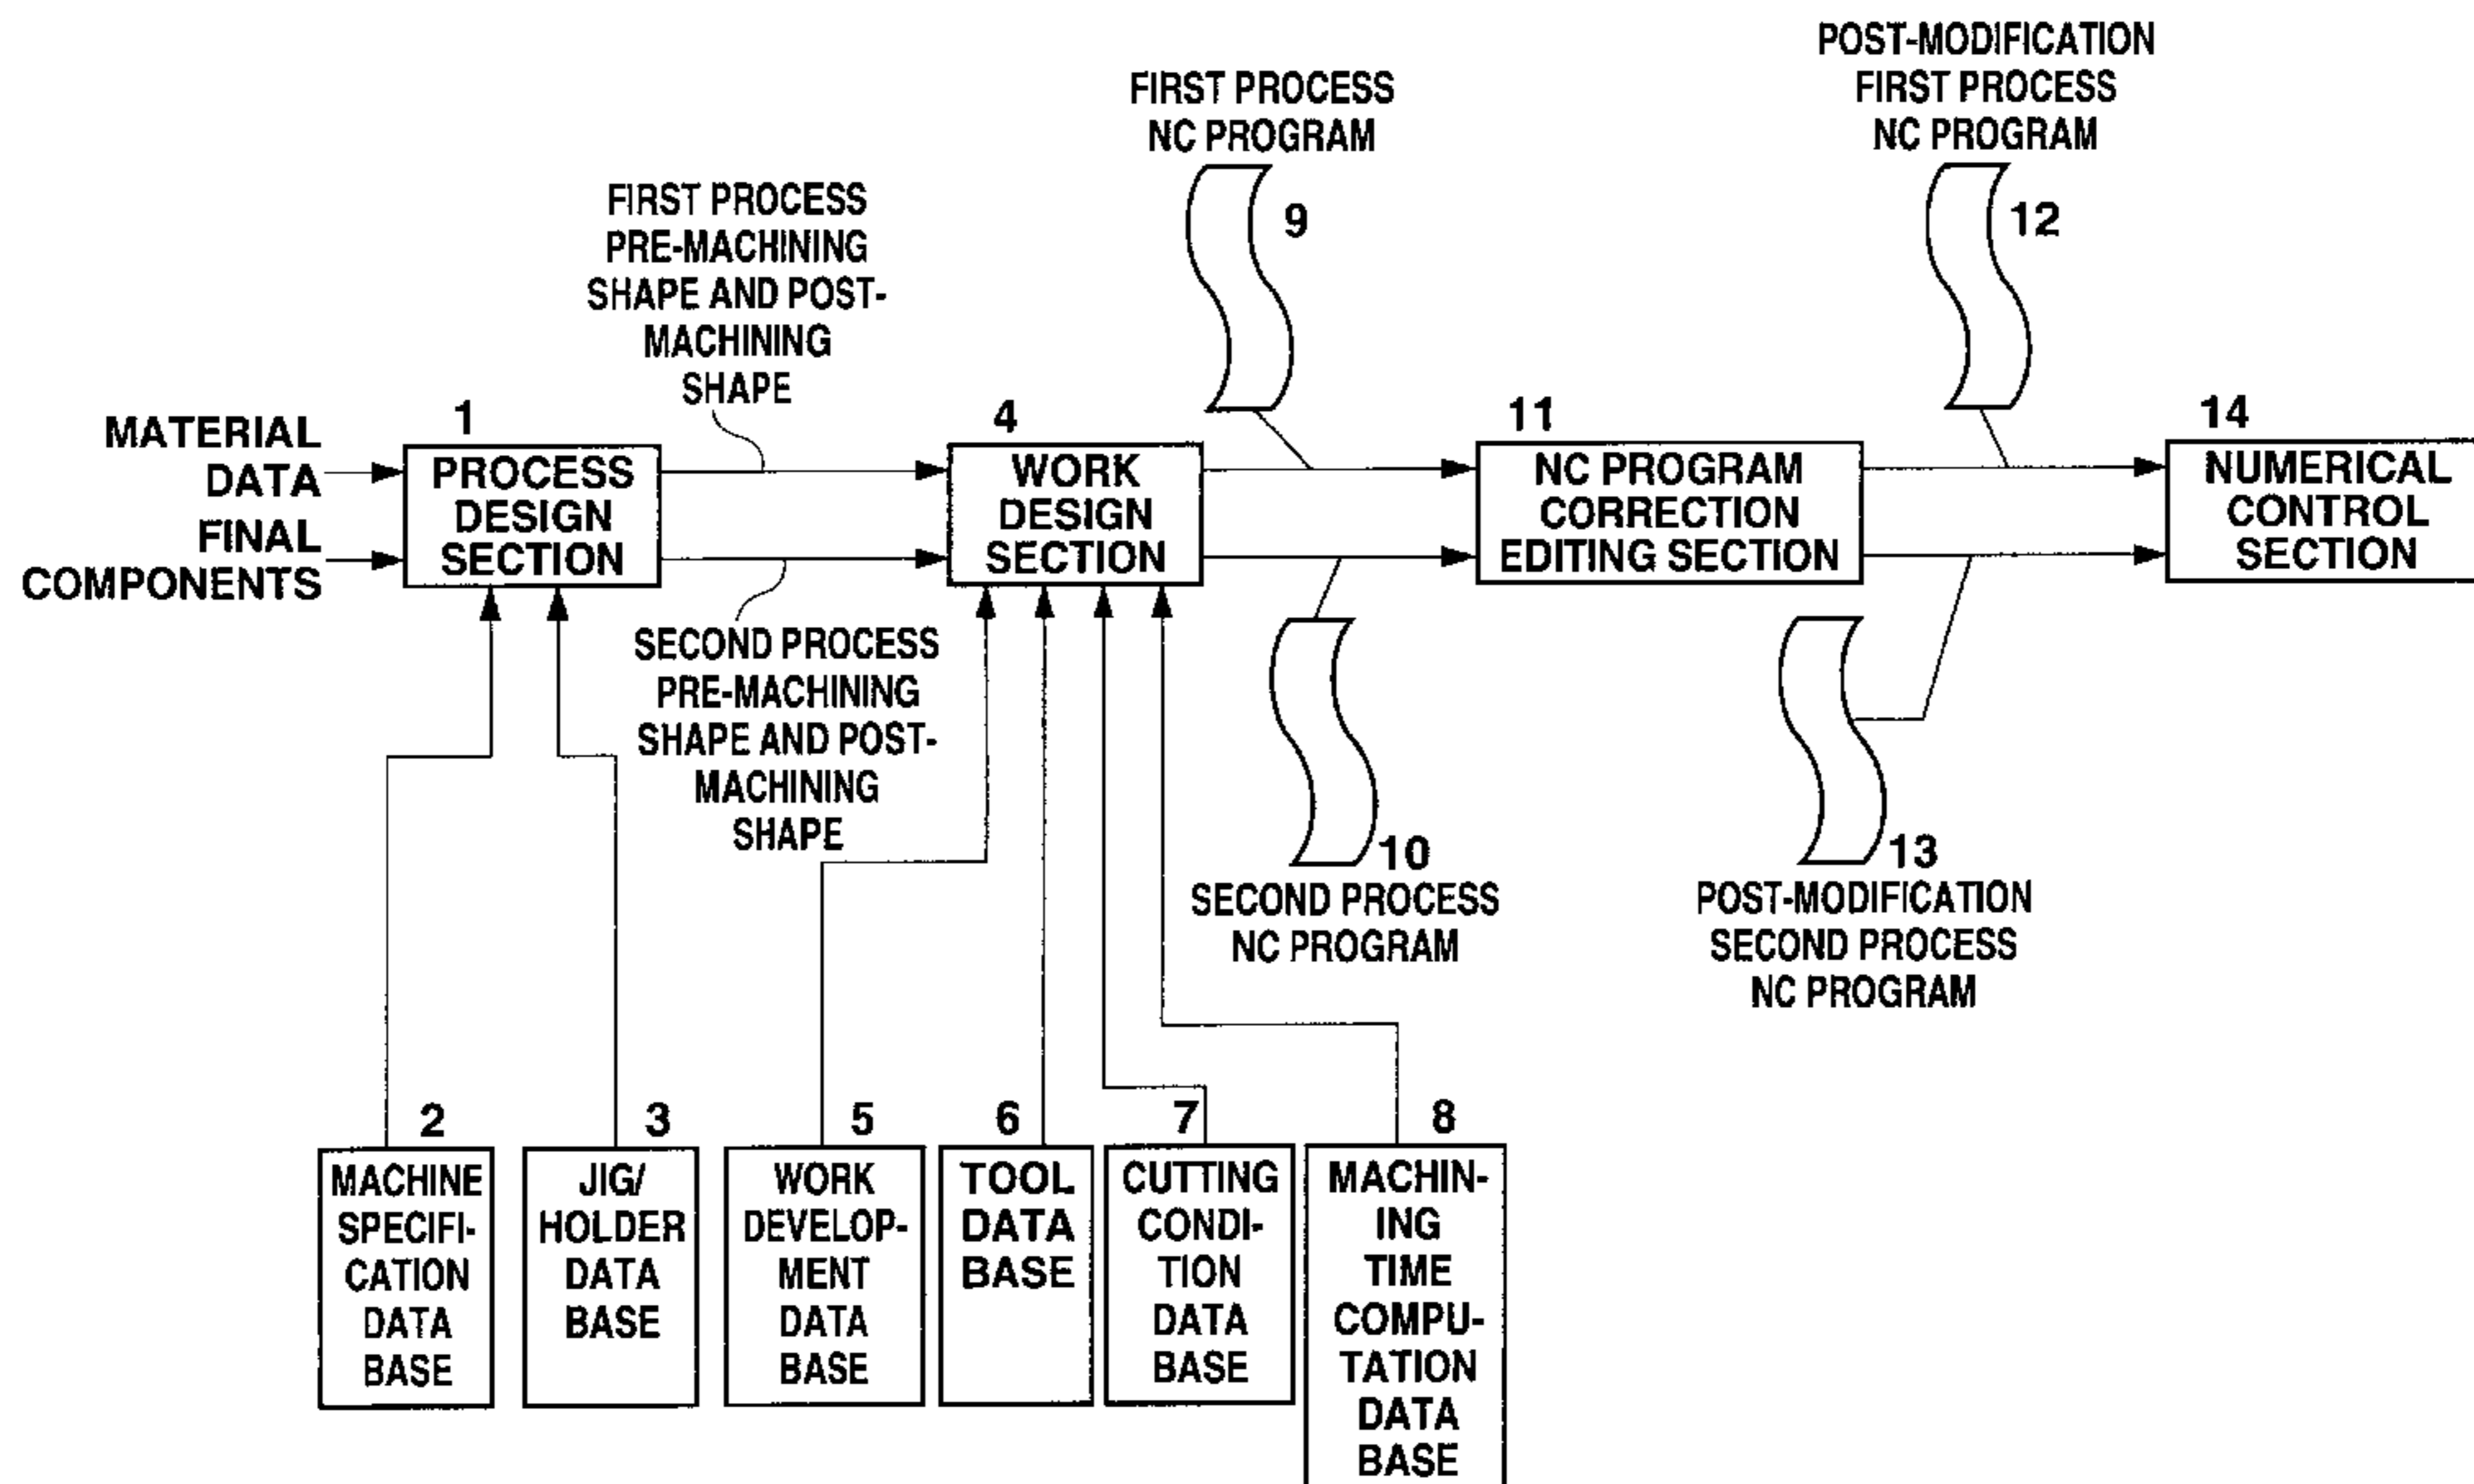 POST-MODIFICATION
FIRST PROCESS
NC PROGRAM
12
FIRST PROCESS
NC PROGRAM
9
FIRST PROCESS
PRE-MACHINING
SHAPE AND POST-
MACHINING
SHAPE
MATERIAL
DATA
FINAL
COMPONENTS
1
PROCESS
DESIGN
SECTION
4
WORK
DESIGN
SECTION
11
NC PROGRAM
CORRECTION
EDITING SECTION
14
NUMERICAL
CONTROL
SECTION
SECOND PROCESS
PRE-MACHINING
SHAPE AND POST-
MACHINING
SHAPE
10
SECOND PROCESS
NC PROGRAM
13
POST-MODIFICATION
SECOND PROCESS
NC PROGRAM
2
MACHINE
SPECIFI-
CATION
DATA
BASE
3
JIG/
HOLDER
DATA
BASE
5
WORK
DEVELOP-
MENT
DATA
BASE
6
TOOL
DATA
BASE
7
CUTTING
CONDI-
TION
DATA
BASE
8
MACHIN-
ING
TIME
COMPU-
TATION
DATA
BASE